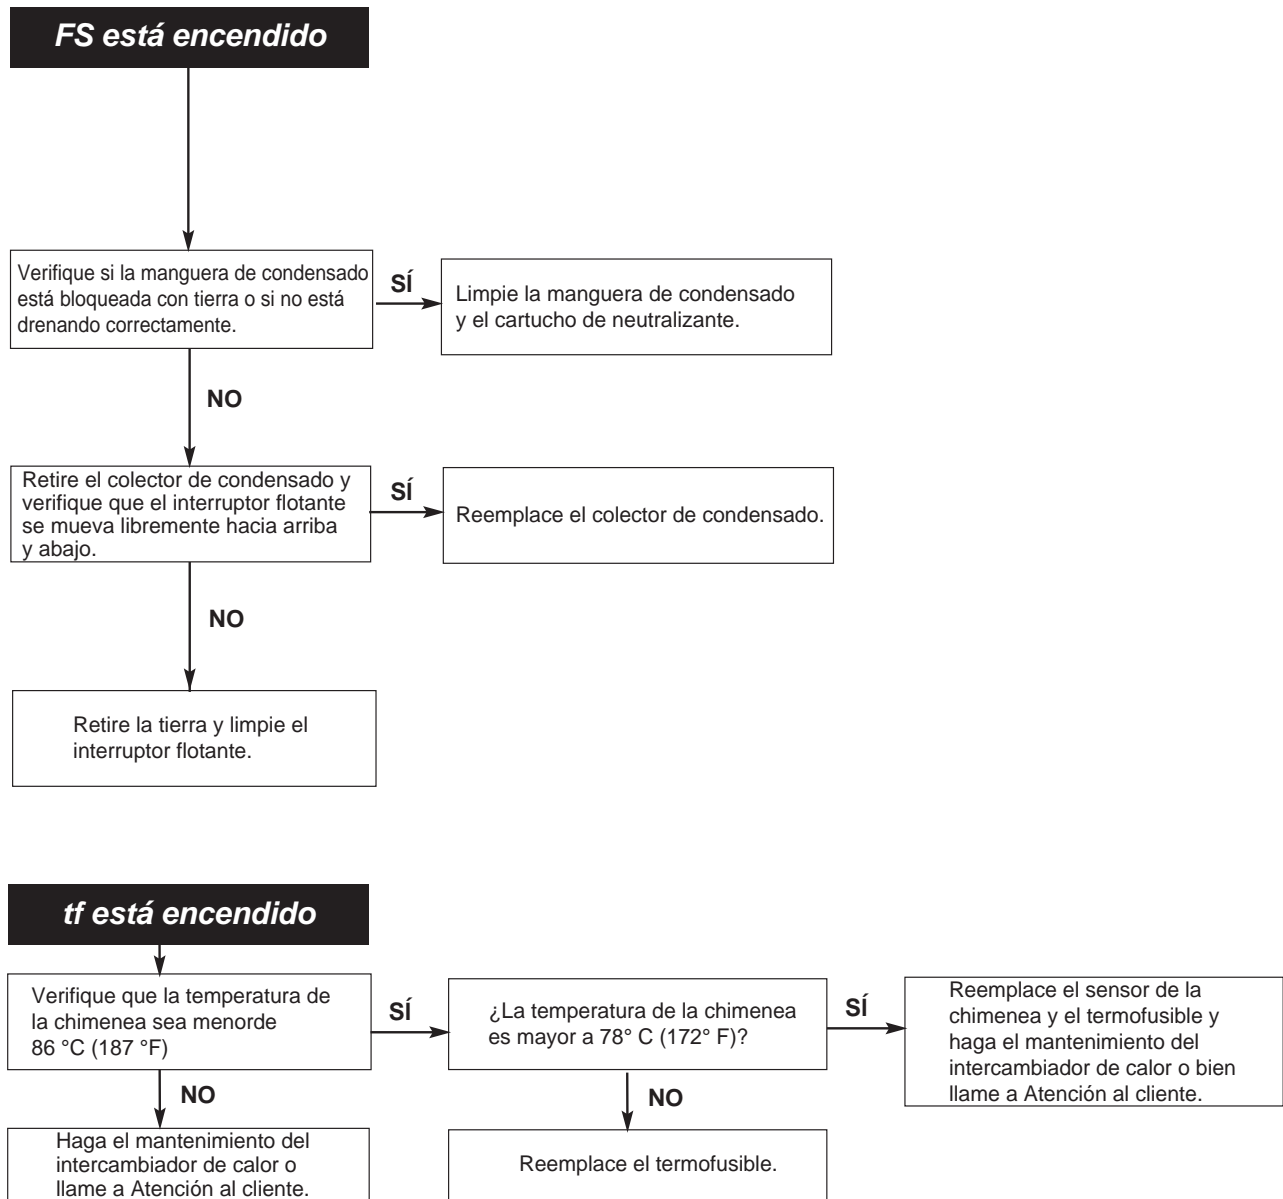 FS está encendido
Verifique si la manguera de condensado
está bloqueada con tierra o si no está
drenando correctamente.
SÍ
Limpie la manguera de condensado
y el cartucho de neutralizante.
NO
Retire el colector de condensado y
verifique que el interruptor flotante
se mueva libremente hacia arriba
y abajo.
SÍ
Reemplace el colector de condensado.
NO
Retire la tierra y limpie el
interruptor flotante.
tf está encendido
Verifique que la temperatura de
la chimenea sea menorde
86 °C (187 °F)
SÍ
¿La temperatura de la chimenea
es mayor a 78° C (172° F)?
SÍ
Reemplace el sensor de la
chimenea y el termofusible y
haga el mantenimiento del
intercambiador de calor o bien
llame a Atención al cliente.
NO
Haga el mantenimiento del
intercambiador de calor o
llame a Atención al cliente.
NO
Reemplace el termofusible.